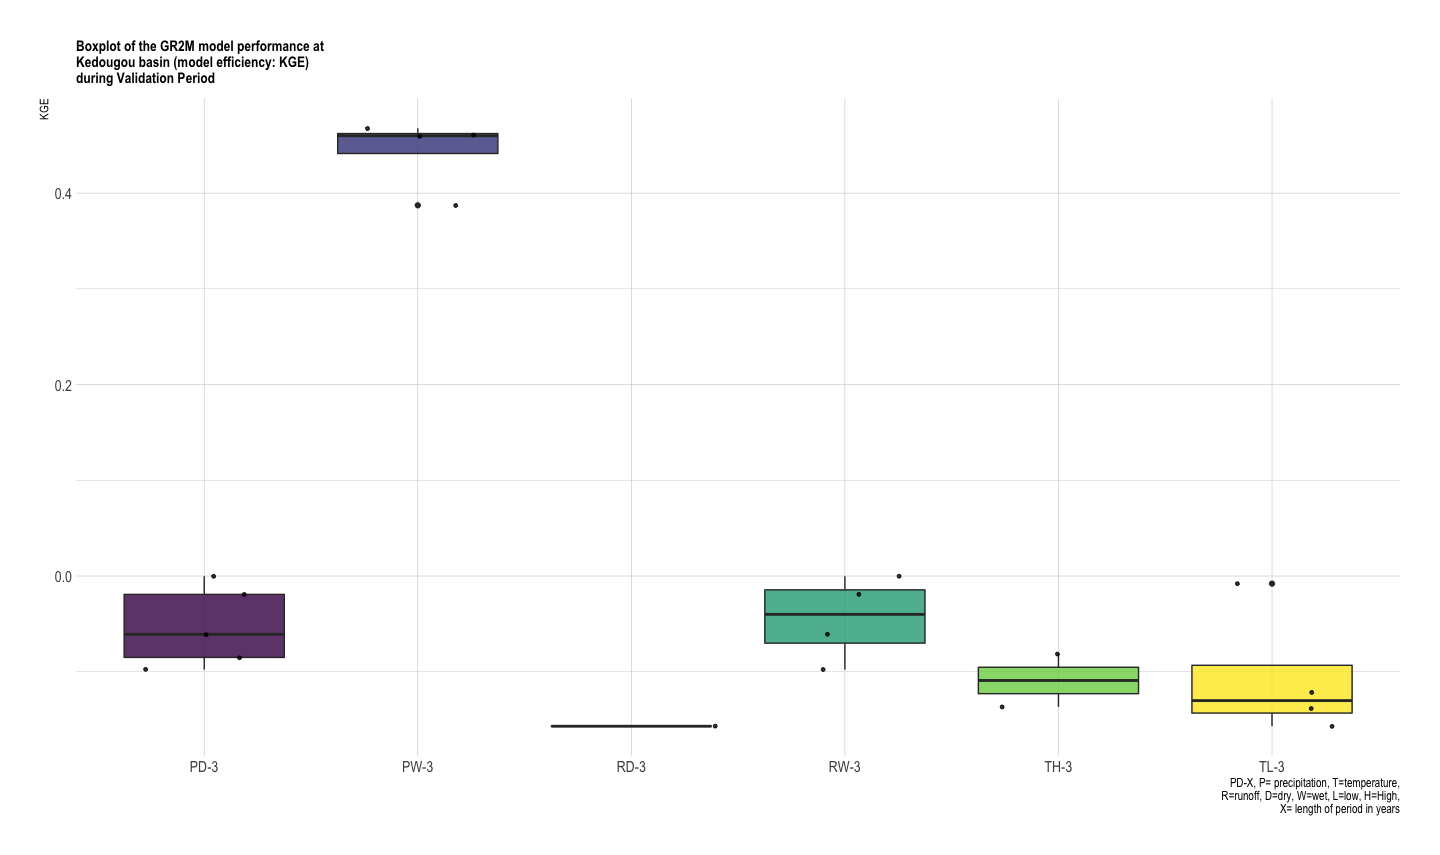 Boxplot of the GR2M model performance at
Kedougou basin (model efficiency: KGE)
during Validation Period
KGE
0.4
0.2
0.0
PD-3 PW-3 RD-3 RW-3 TH-3 TL-3
PD-X, P= precipitation, T=temperature,
R=runoff, D=dry, W=wet, L=low, H=High,
X= length of period in years